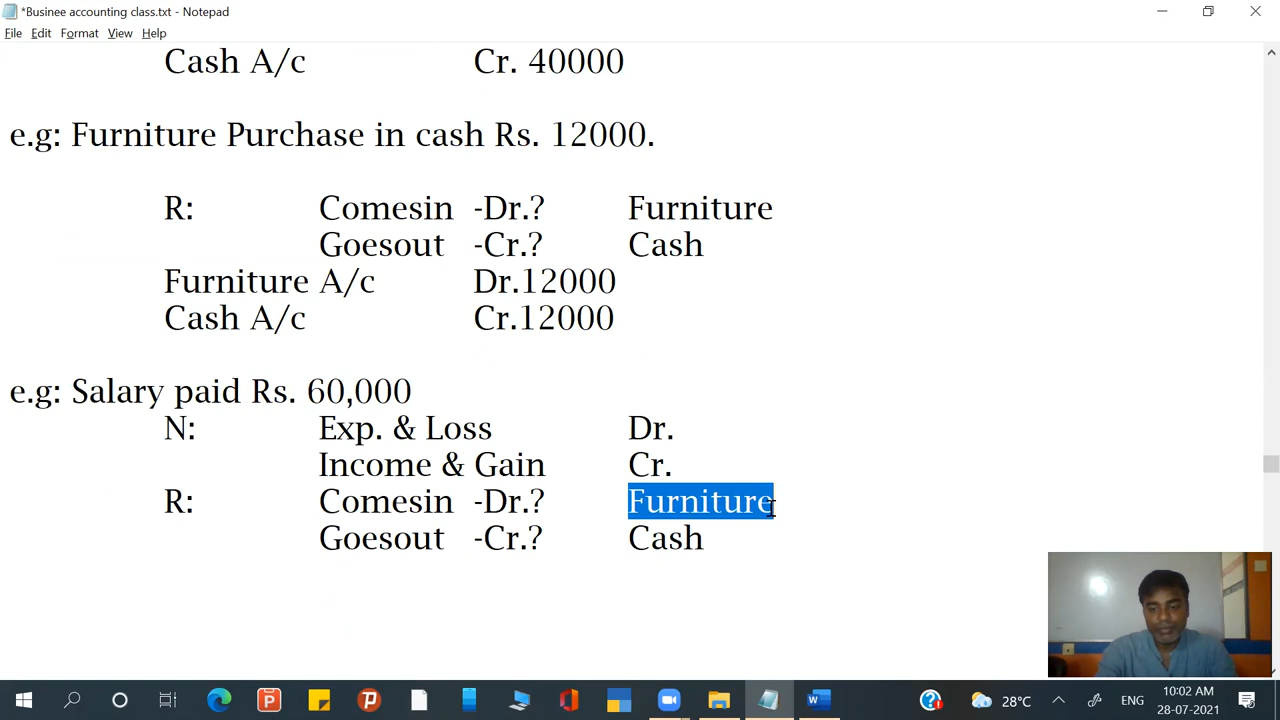 *Businee accounting class.txt - Notepad
File Edit Format View Help
Cash A/c Cr. 40000
e.g: Furniture Purchase in cash Rs. 12000.
R: Comesin -Dr.? Furniture
Goesout -Cr.? Cash
Furniture A/c Dr.12000
Cash A/c Cr.12000
e.g: Salary paid Rs. 60,000
N: Exp. & Loss Dr.
Income & Gain Cr.
R: Comesin -Dr.? Furniture
Goesout -Cr.? Cash
28°C ENG 10:02 AM
28-07-2021